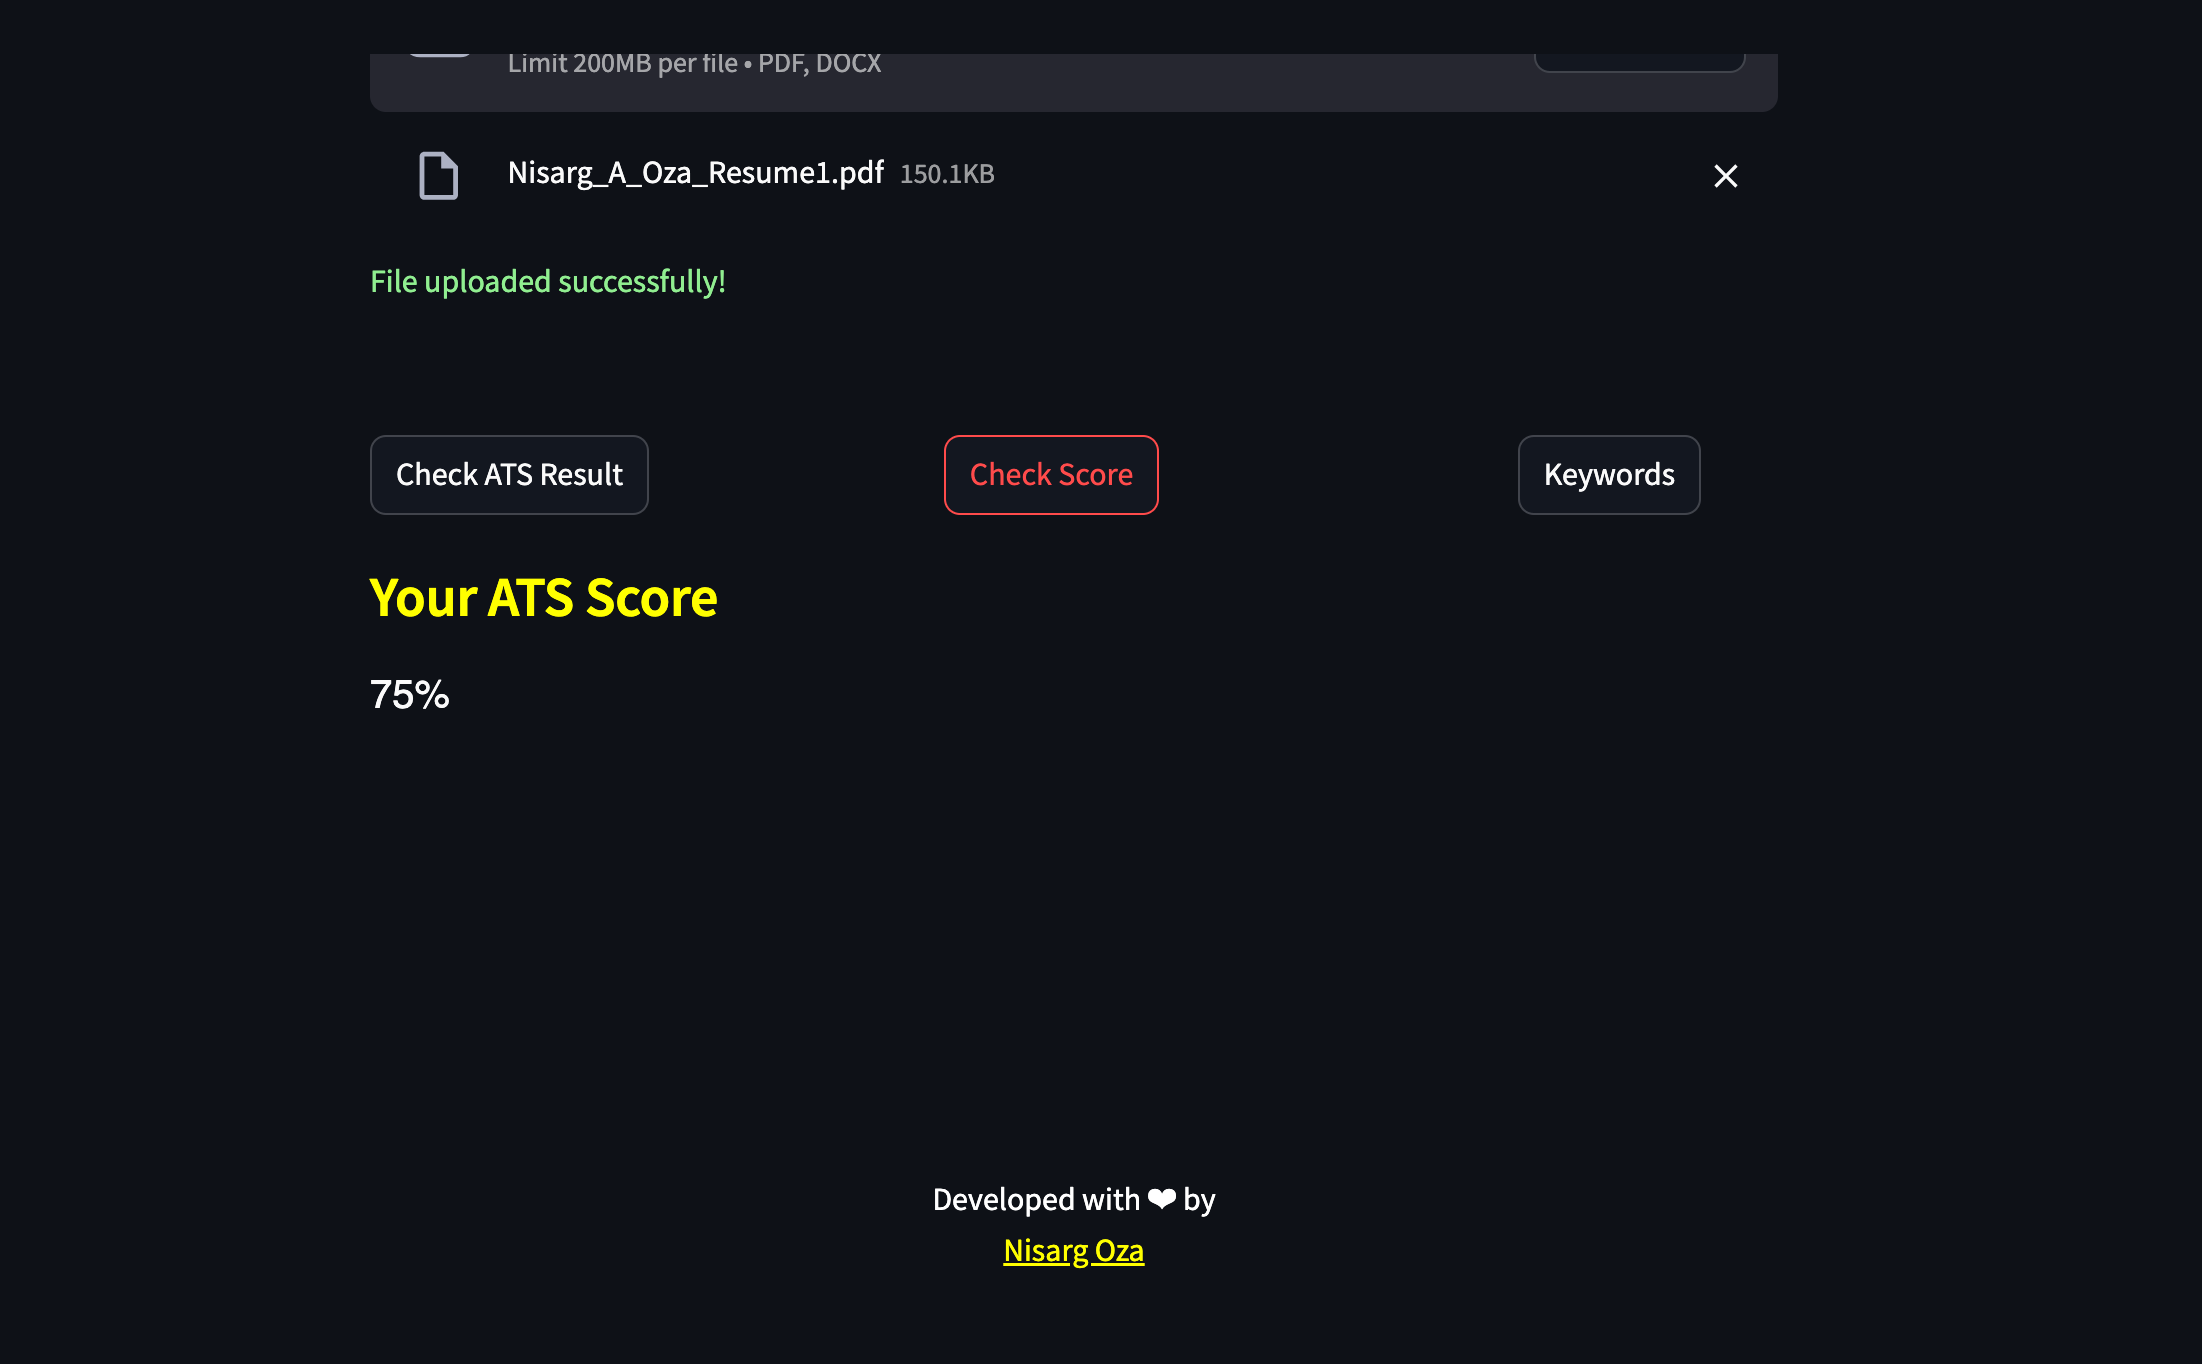 Limit 200MB per file • PDF, DOCX
Nisarg_A_Oza_Resume1.pdf 150.1KB
File uploaded successfully!
Check ATS Result
Check Score
Keywords
Your ATS Score
75%
Developed with ❤ by
Nisarg Oza